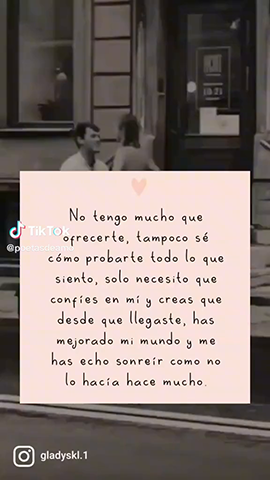 TikTok
No tengo mucho que
ofrecerte, tampoco sé
cómo probarte todo lo que
siento, solo necesito que
confíes en mí y creas que
desde que llegaste, has
mejorado mi mundo y me
has echo sonreír como no
lo hacía hace mucho.
gladyskl.1